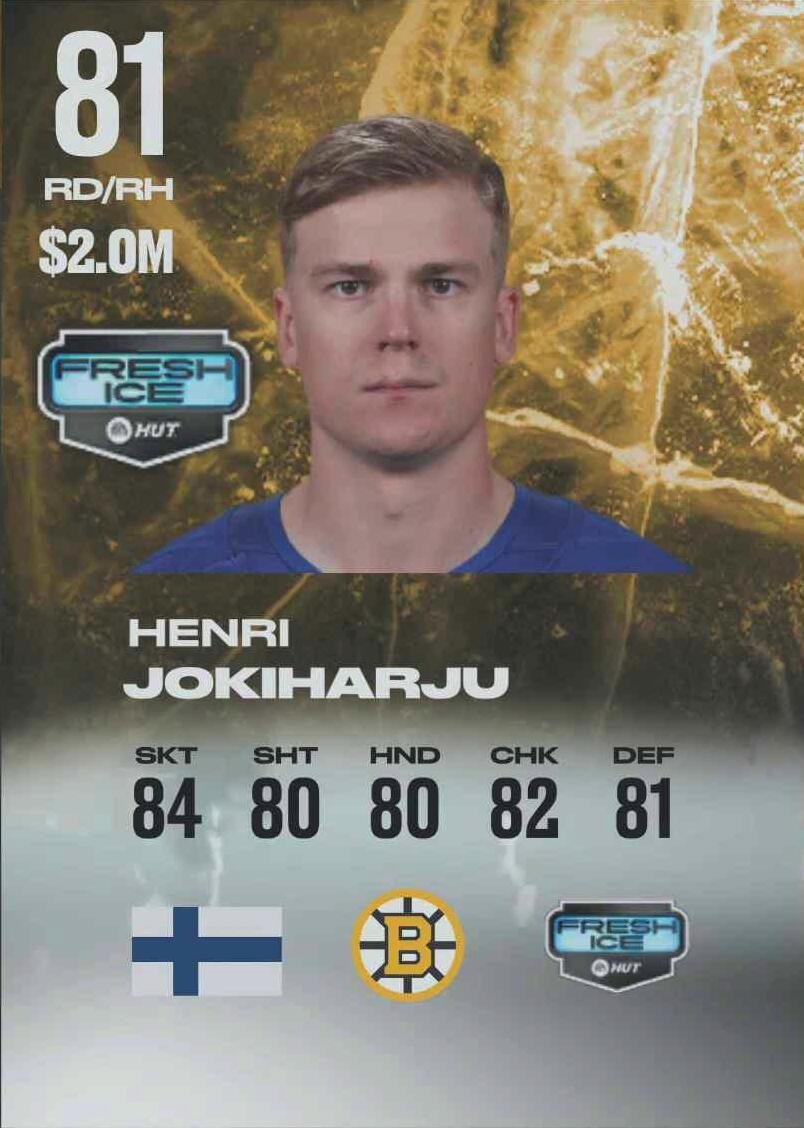 81
RD/RH
$2.0M
FRESH
ICE
EA HUT
HENRI
JOKIHARJU
SKT SHT HND CHK DEF
84 80 80 82 81
B
FRESH
ICE
EA HUT